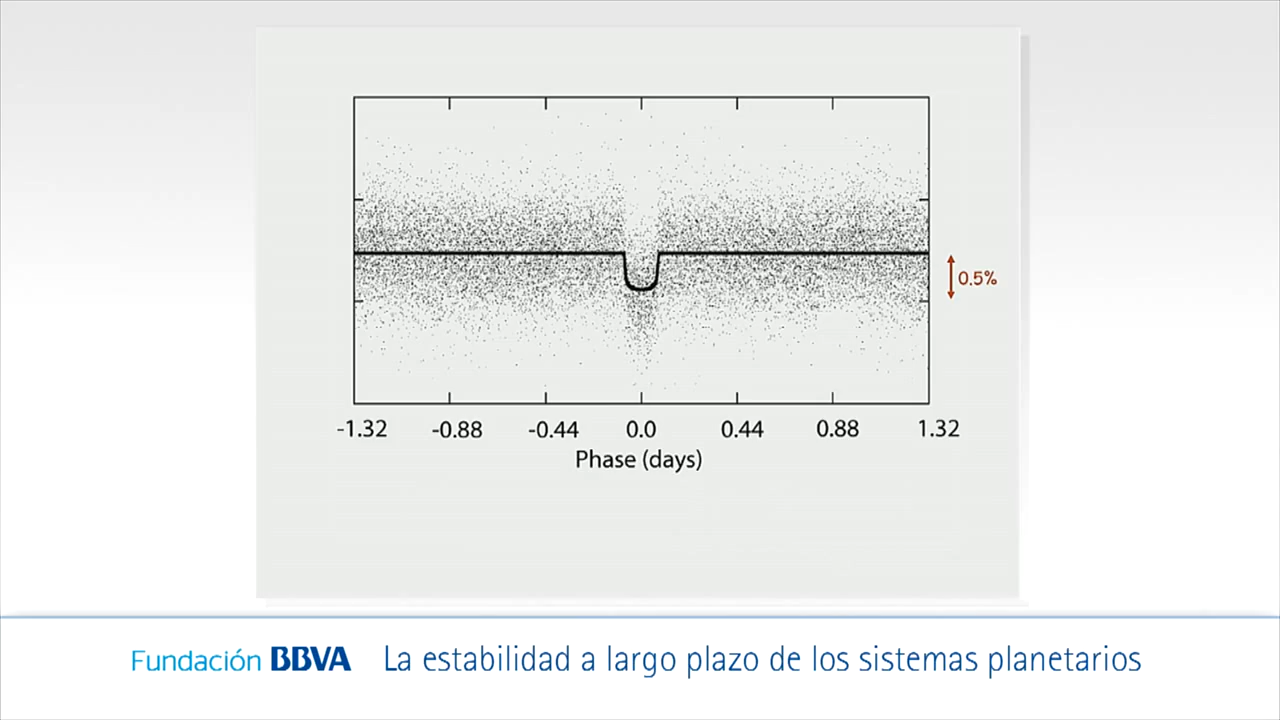 0.5%
-1.32 -0.88 -0.44 0.0 0.44 0.88 1.32
Phase (days)
Fundación BBVA La estabilidad a largo plazo de los sistemas planetarios